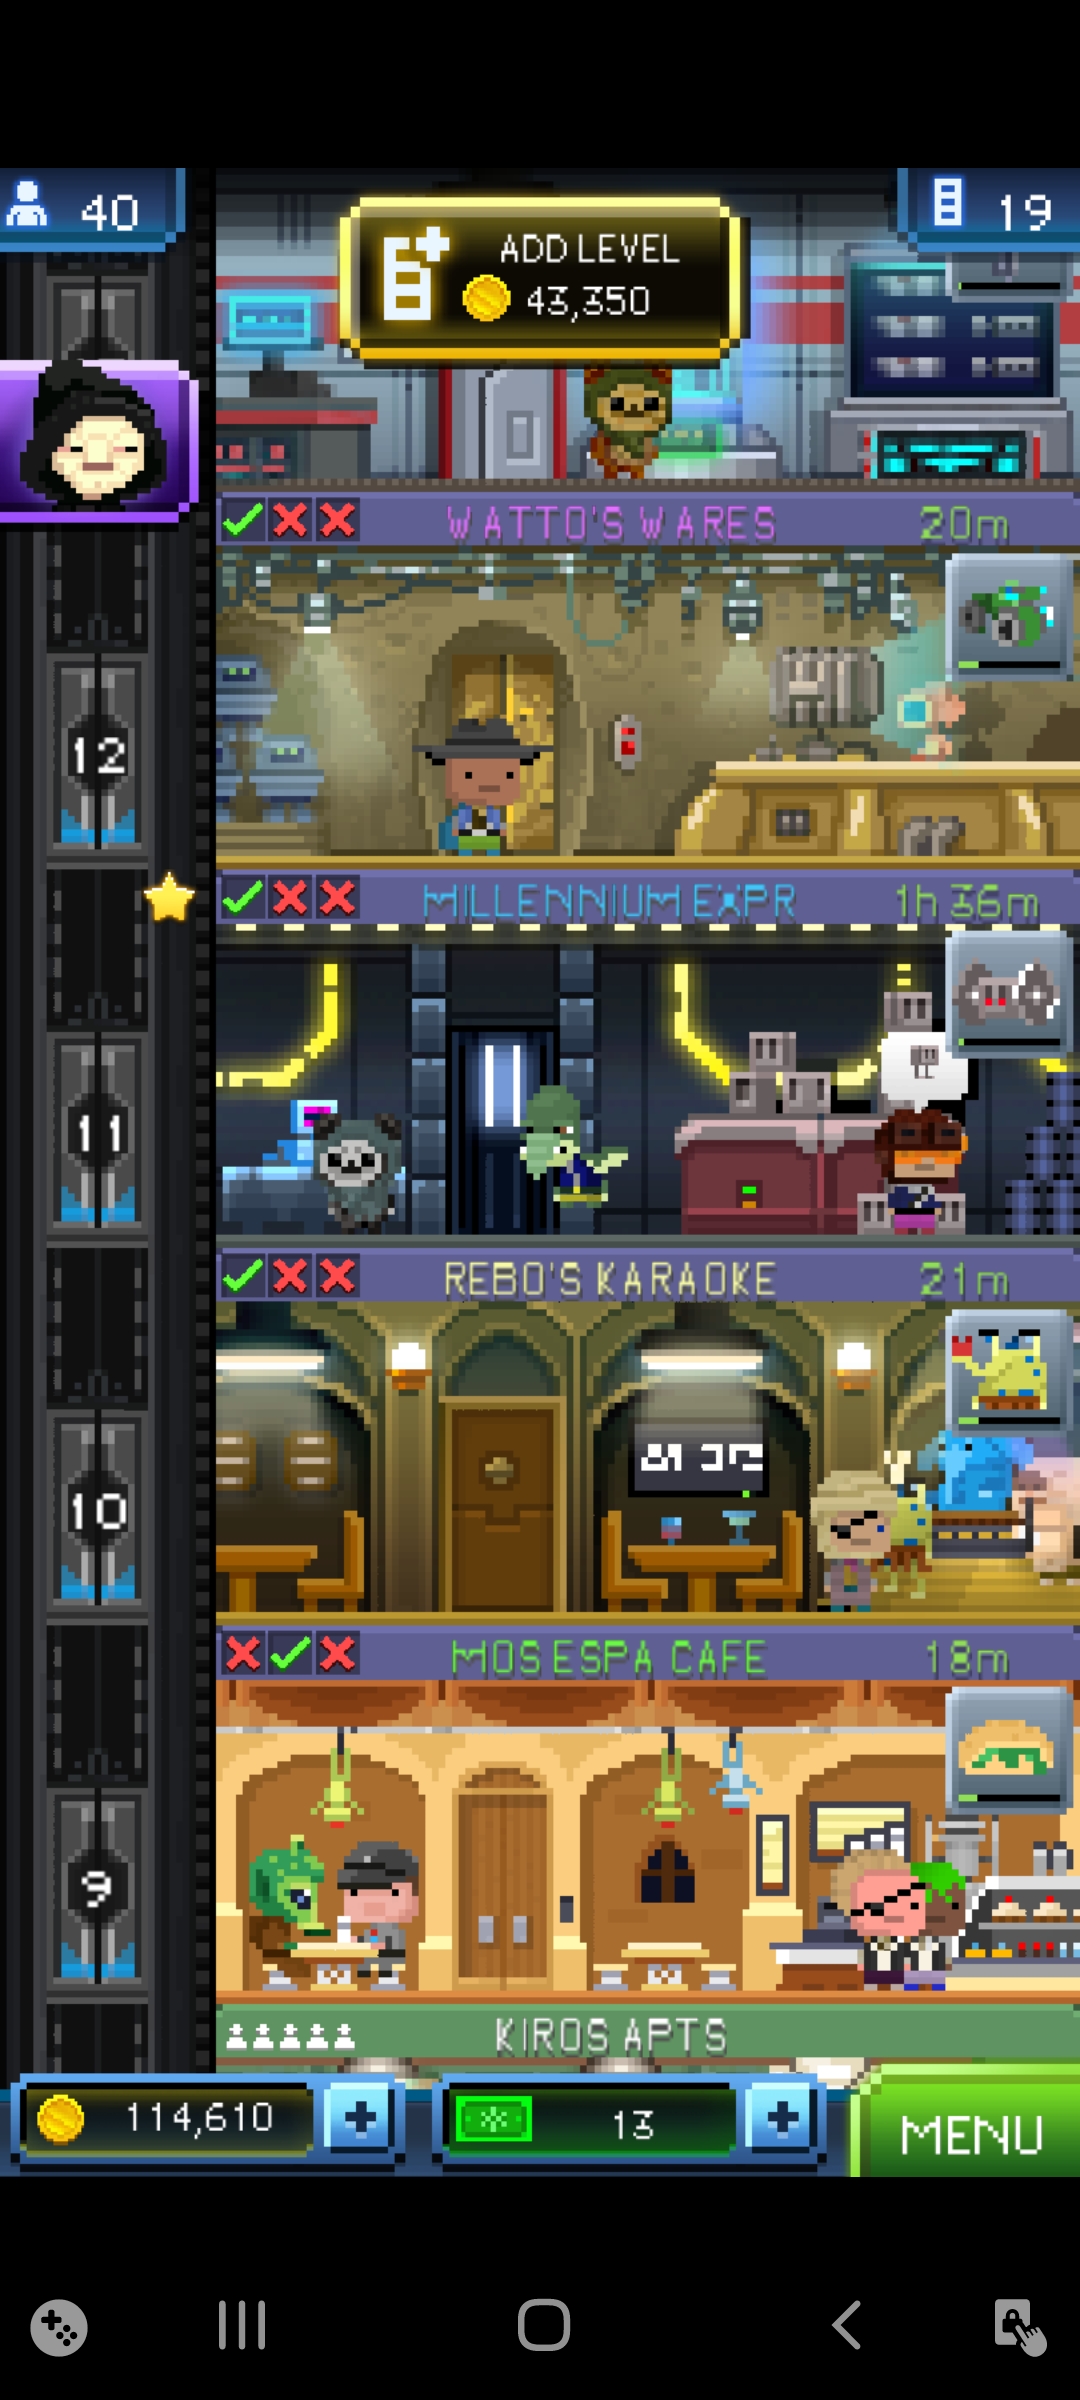 40
ADD LEVEL
43,350
19
WATTO'S WARES 20m
12
MILLENNIUM EXPR 1h 36m
11
REBO'S KARAOKE 21m
10
MOS ESPA CAFE 18m
9
KIROS APTS
114,610
13
MENU